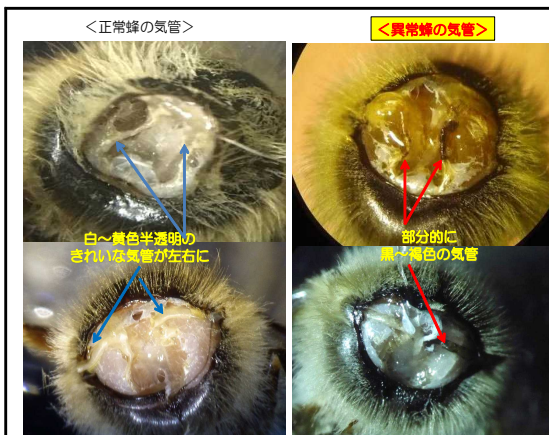 ＜正常蜂の気管＞
＜異常蜂の気管＞
白～黄色半透明の
きれいな気管が左右に
部分的に
黒～褐色の気管